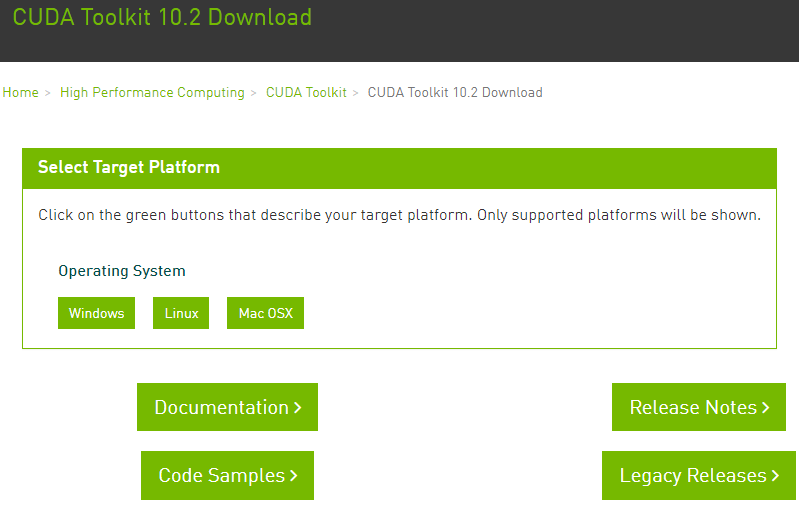 CUDA Toolkit 10.2 Download
Home > High Performance Computing > CUDA Toolkit > CUDA Toolkit 10.2 Download
Select Target Platform
Click on the green buttons that describe your target platform. Only supported platforms will be shown.
Operating System
Windows Linux Mac OSX
Documentation > Release Notes >
Code Samples > Legacy Releases >